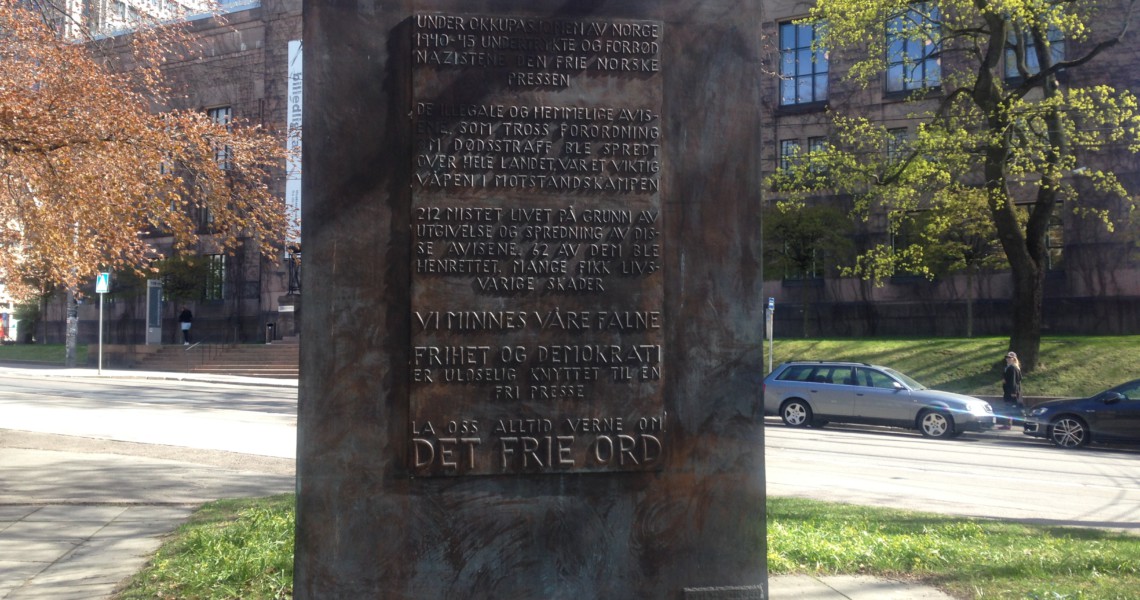 UNDER OKKUPASJONEN AV NORGE
1940-45 UNDERTRYKTE OG FORBØD
NAZISTENE DEN FRIE NORSKE
PRESSEN
DE ILLEGALE OG HEMMELIGE AVIS-
ENE, SOM TROSS FORORDNING
OM DØDSSTRAFF BLE SPREDT
OVER HELE LANDET, VAR ET VIKTIG
VÅPEN I MOTSTANDSKAMPEN
212 MISTET LIVET PÅ GRUNN AV
UTGIVELSE OG SPREDNING AV DIS-
SE AVISENE. 62 AV DEM BLE
HENRETTET. MANGE FIKK LIVS-
VARIGE SKADER
VI MINNES VÅRE FALNE
FRIHET OG DEMOKRATI
ER ULØSELIG KNYTTET TIL EN
FRI PRESSE
LA OSS ALLTID VERNE OM
DET FRIE ORD